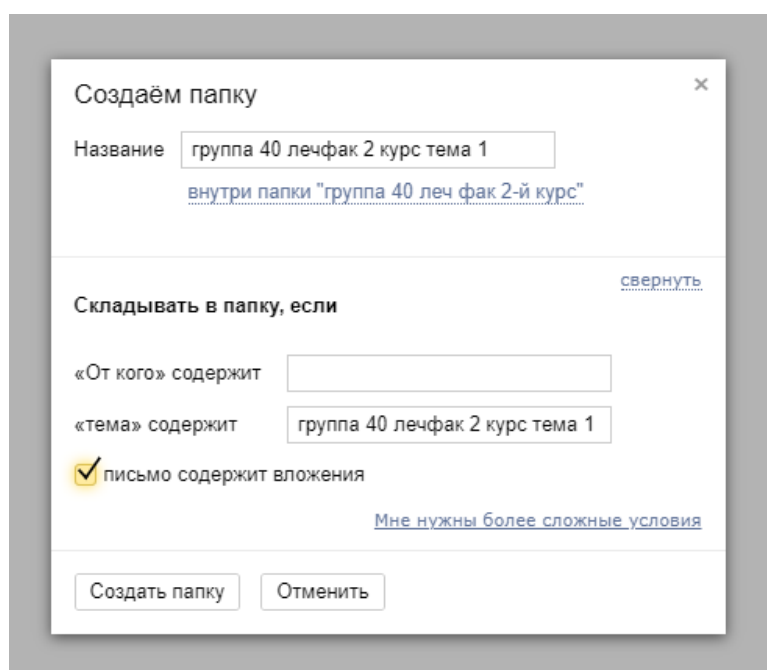 Создаём папку
×
Название группа 40 лечфак 2 курс тема 1
внутри папки "группа 40 леч фак 2-й курс"
свернуть
Складывать в папку, если
«От кого» содержит
«тема» содержит группа 40 лечфак 2 курс тема 1
письмо содержит вложения
Мне нужны более сложные условия
Создать папку Отменить